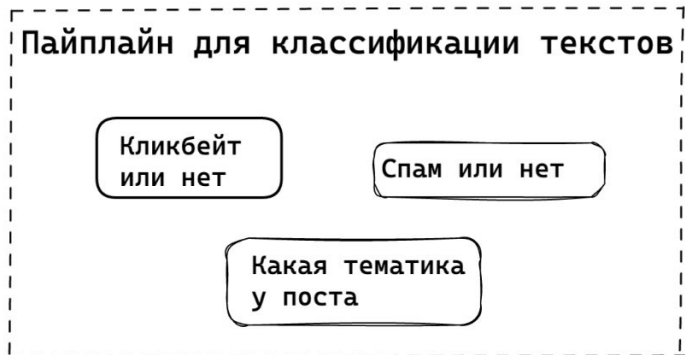 Пайплайн для классификации текстов
Кликбейт
или нет
Спам или нет
Какая тематика
у поста